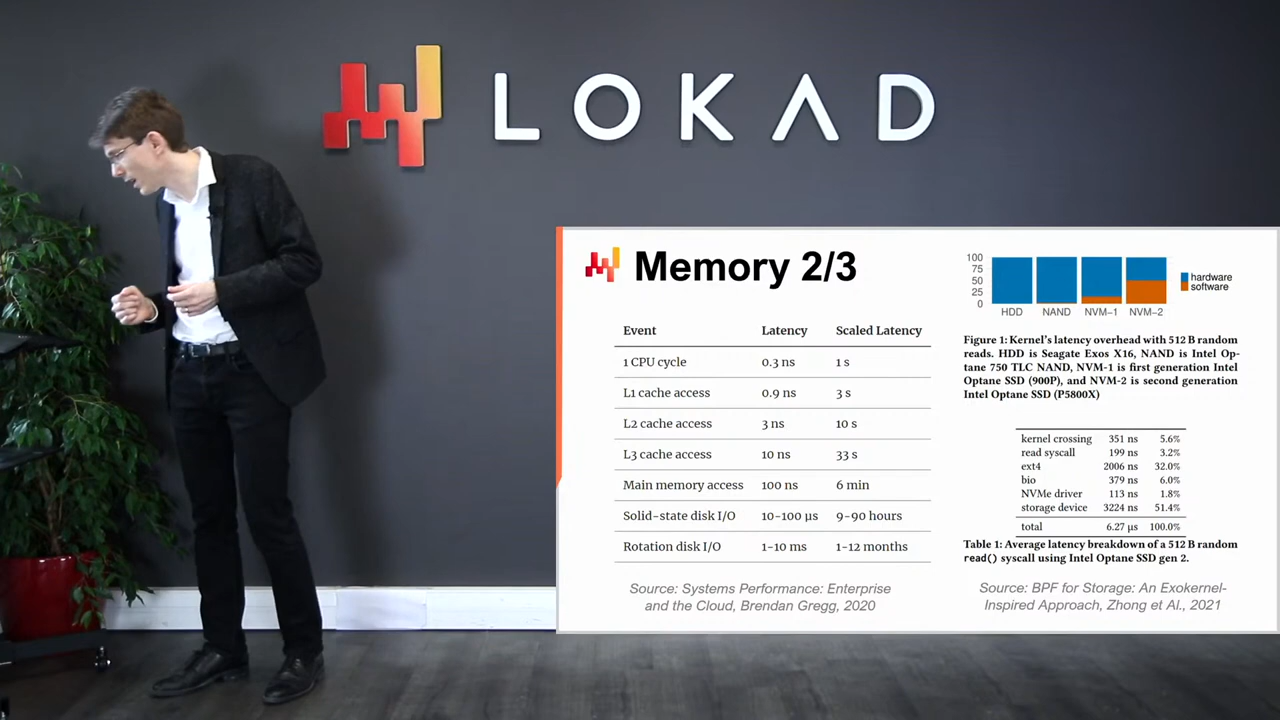 LOKAD
Memory 2/3
Event Latency Scaled Latency
1 CPU cycle 0.3 ns 1 s
L1 cache access 0.9 ns 3 s
L2 cache access 3 ns 10 s
L3 cache access 10 ns 33 s
Main memory access 100 ns 6 min
Solid-state disk I/O 10-100 μs 9-90 hours
Rotation disk I/O 1-10 ms 1-12 months
Source: Systems Performance: Enterprise
and the Cloud, Brendan Gregg, 2020
100
75
50
25
0
HDD NAND NVM-1 NVM-2
hardware
software
Figure 1: Kernel's latency overhead with 512 B random
reads. HDD is Seagate Exos X16, NAND is Intel Op-
tane 750 TLC NAND, NVM-1 is first generation Intel
Optane SSD (900P), and NVM-2 is second generation
Intel Optane SSD (P5800X)
kernel crossing 351 ns 5.6%
read syscall 199 ns 3.2%
ext4 2006 ns 32.0%
bio 379 ns 6.0%
NVMe driver 113 ns 1.8%
storage device 3224 ns 51.4%
total 6.27 μs 100.0%
Table 1: Average latency breakdown of a 512 B random
read() syscall using Intel Optane SSD gen 2.
Source: BPF for Storage: An Exokernel-
Inspired Approach, Zhong et Al., 2021